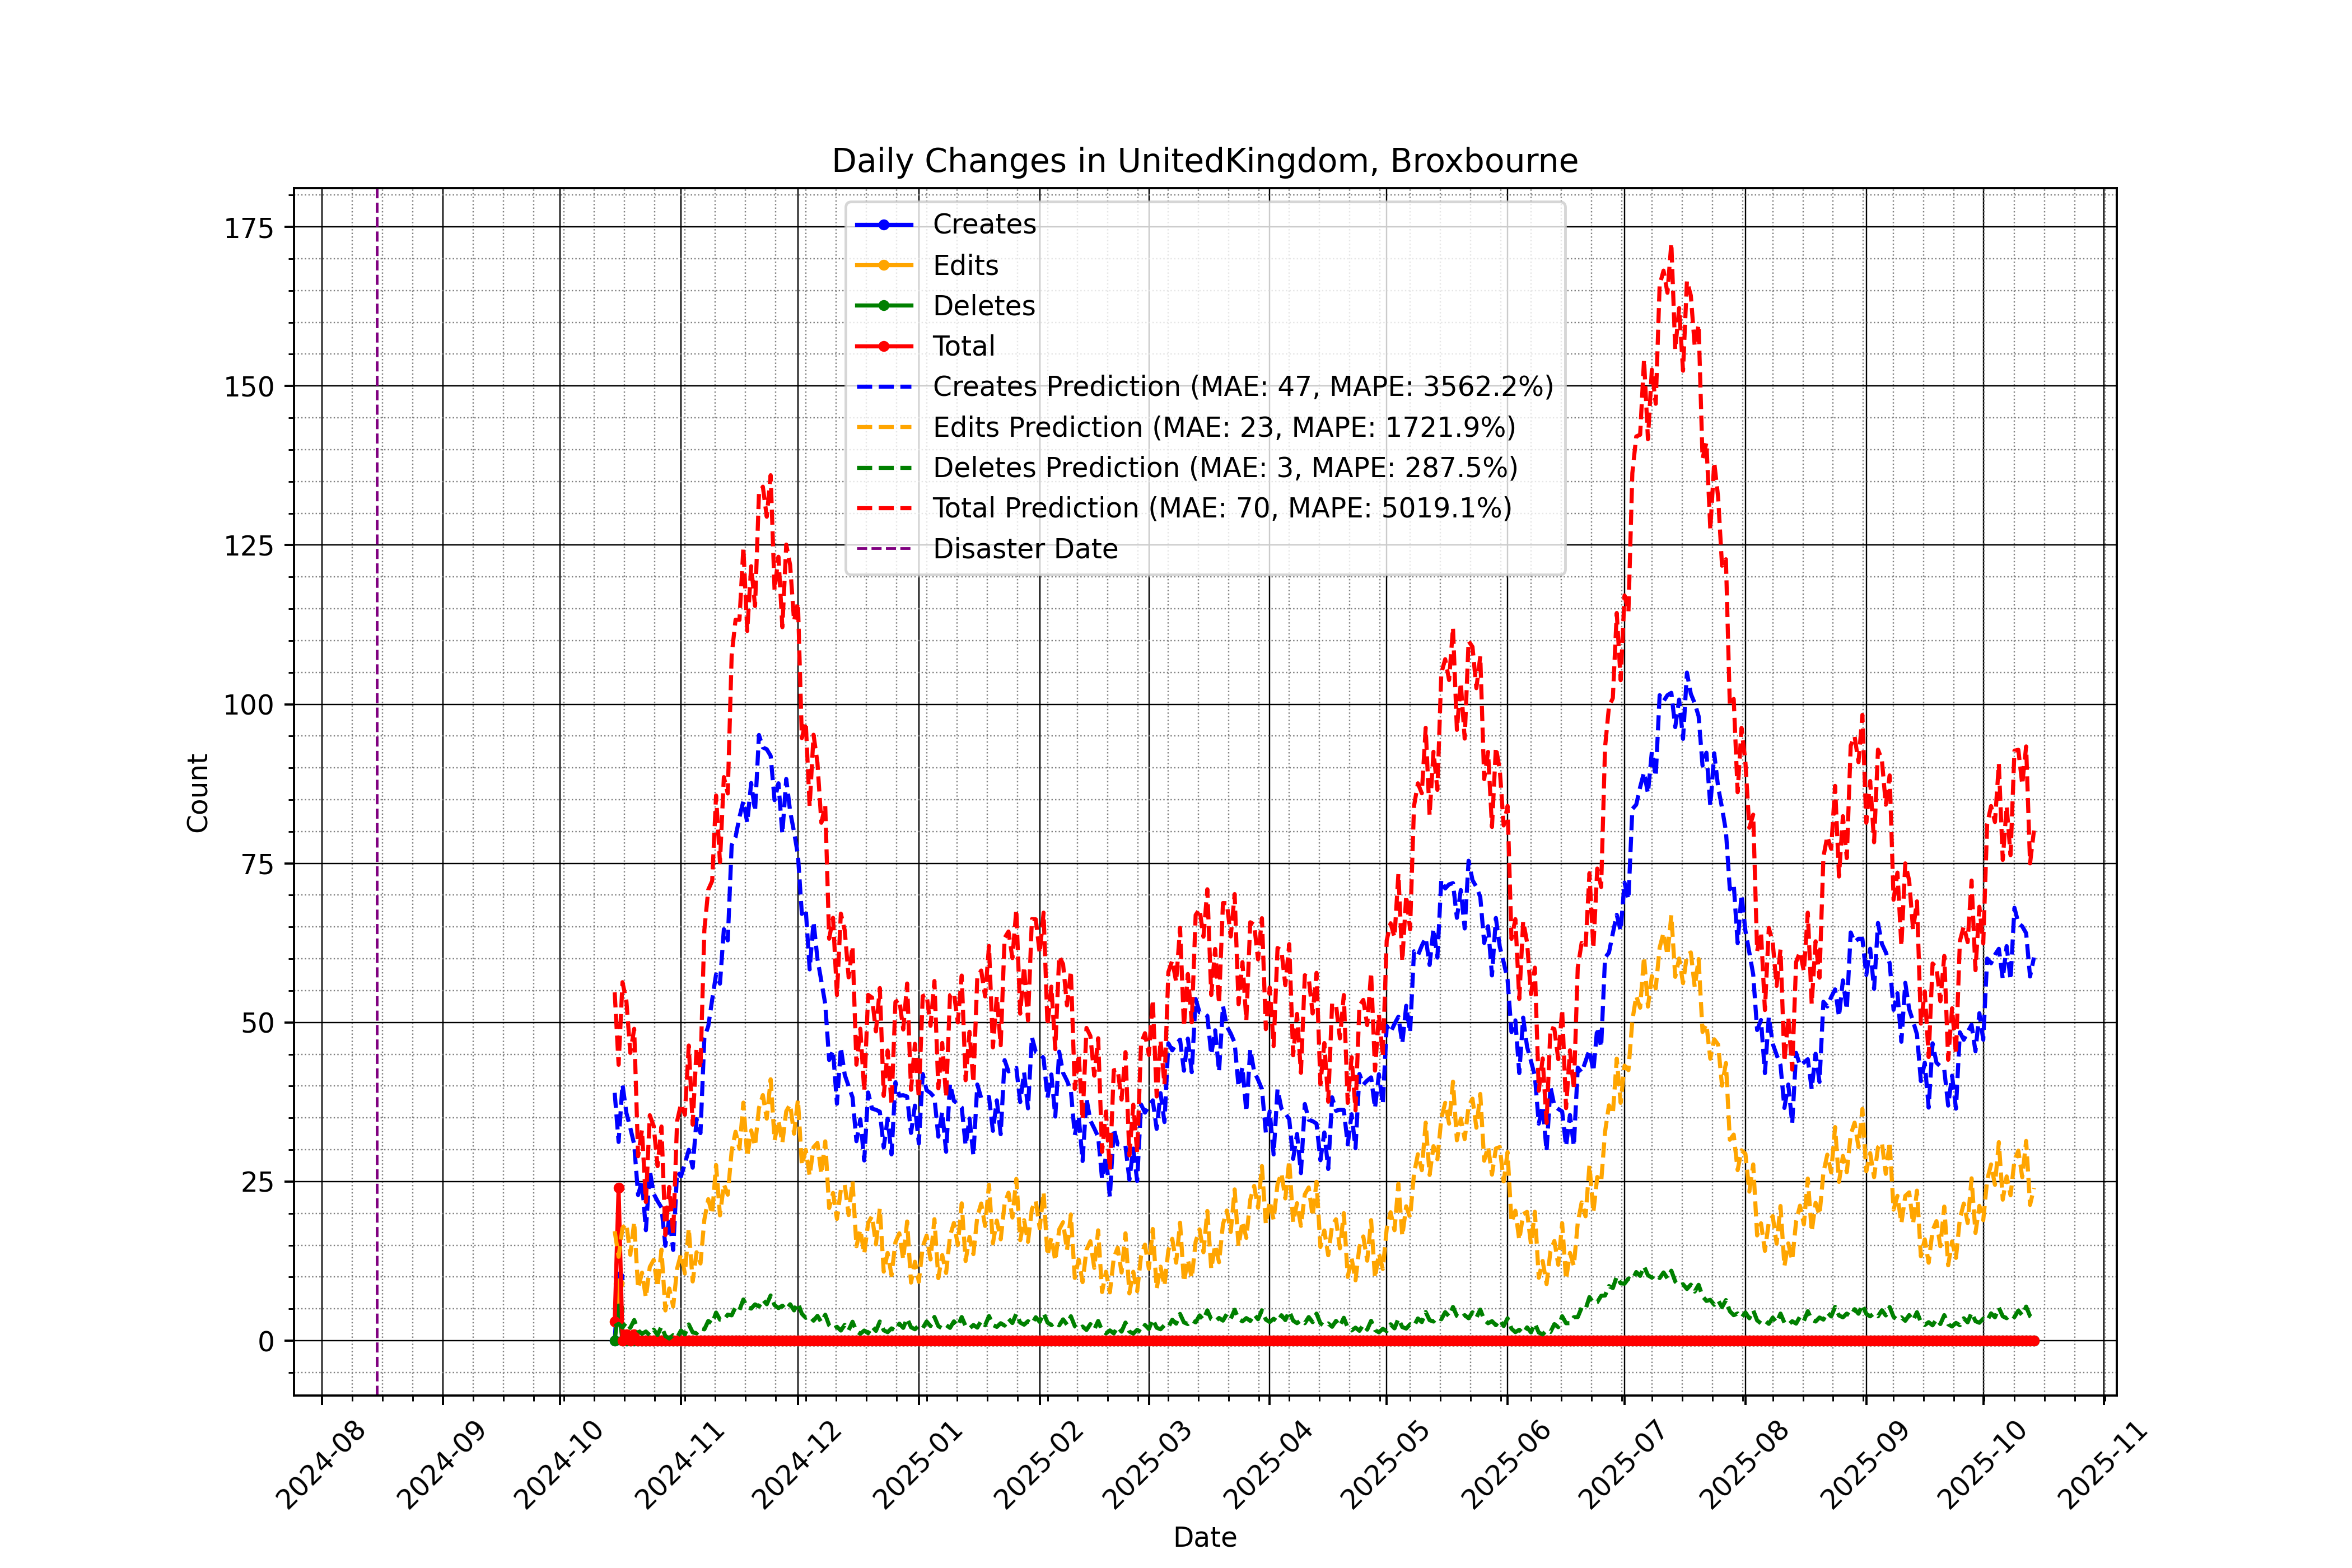 Daily Changes in UnitedKingdom, Broxbourne
Count
175
150
125
100
75
50
25
0
Creates
Edits
Deletes
Total
Creates Prediction (MAE: 47, MAPE: 3562.2%)
Edits Prediction (MAE: 23, MAPE: 1721.9%)
Deletes Prediction (MAE: 3, MAPE: 287.5%)
Total Prediction (MAE: 70, MAPE: 5019.1%)
Disaster Date
2024-08
2024-09
2024-10
2024-11
2024-12
2025-01
2025-02
2025-03
2025-04
2025-05
2025-06
2025-07
2025-08
2025-09
2025-10
2025-11
Date